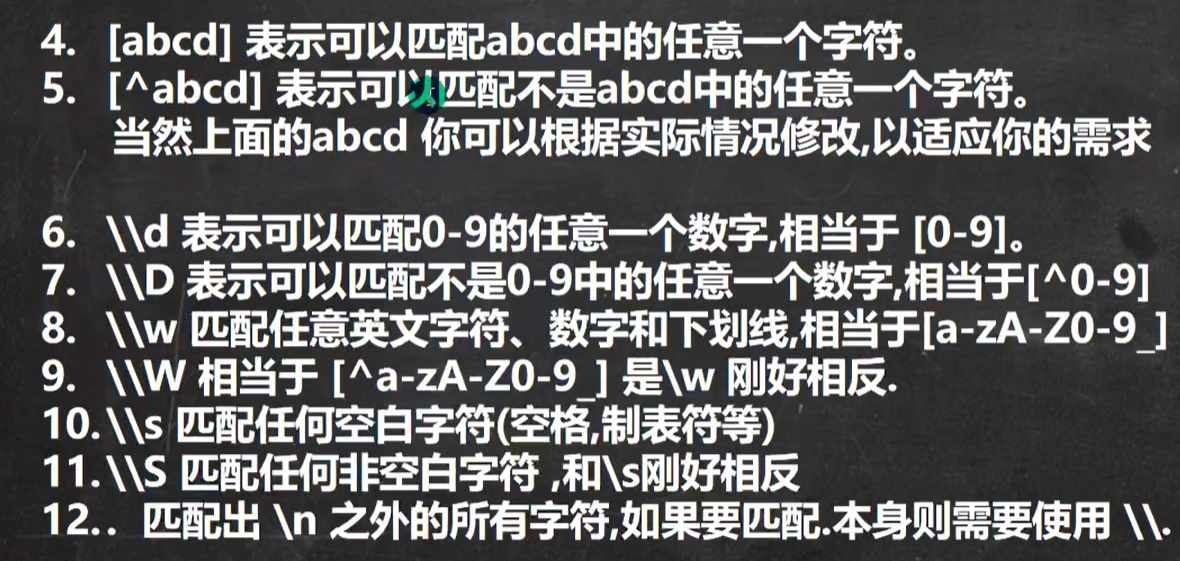 4. [abcd] 表示可以匹配abcd中的任意一个字符。
5. [^abcd] 表示可以匹配不是abcd中的任意一个字符。
当然上面的abcd 你可以根据实际情况修改,以适应你的需求
6. \\d 表示可以匹配0-9的任意一个数字,相当于 [0-9]。
7. \\D 表示可以匹配不是0-9中的任意一个数字,相当于[^0-9]
8. \\w 匹配任意英文字符、数字和下划线,相当于[a-zA-Z0-9_]
9. \\W 相当于 [^a-zA-Z0-9_] 是\w 刚好相反.
10. \\s 匹配任何空白字符(空格,制表符等)
11. \\S 匹配任何非空白字符 ,和\s刚好相反
12. . 匹配出 \n 之外的所有字符,如果要匹配.本身则需要使用 \\.